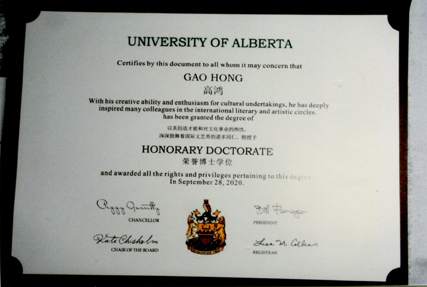 UNIVERSITY OF ALBERTA
Certifies by this document to all whom it may concern that
GAO HONG
高鸿
With his creative ability and enthusiasm for cultural undertakings, he has deeply
inspired many colleagues in the international literary and artistic circles.
has been granted the degree of
以其创造才能和对文化事业的热忱,
深深鼓舞着国际文艺界的诸多同仁, 特授予
HONORARY DOCTORATE
荣誉博士学位
and awarded all the rights and privileges pertaining to this degree
In September 28, 2020.
CHANCELLOR
PRESIDENT
Kate Chisholm
CHAIR OF THE BOARD
REGISTRAR